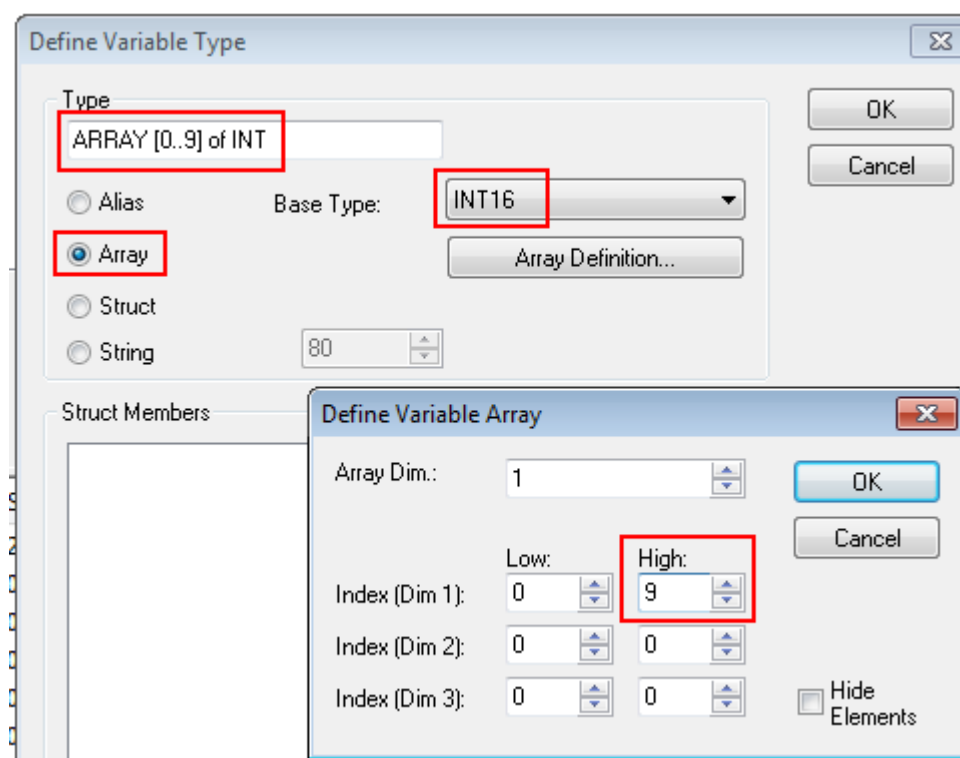 Define Variable Type
Type
ARRAY [0..9] of INT
OK
Cancel
Alias
Base Type:
INT16
Array
Array Definition...
Struct
String
80
Struct Members
Define Variable Array
Array Dim.:
1
OK
Cancel
Low:
High:
Index (Dim 1):
0
9
Index (Dim 2):
0
0
Index (Dim 3):
0
0
Hide
Elements